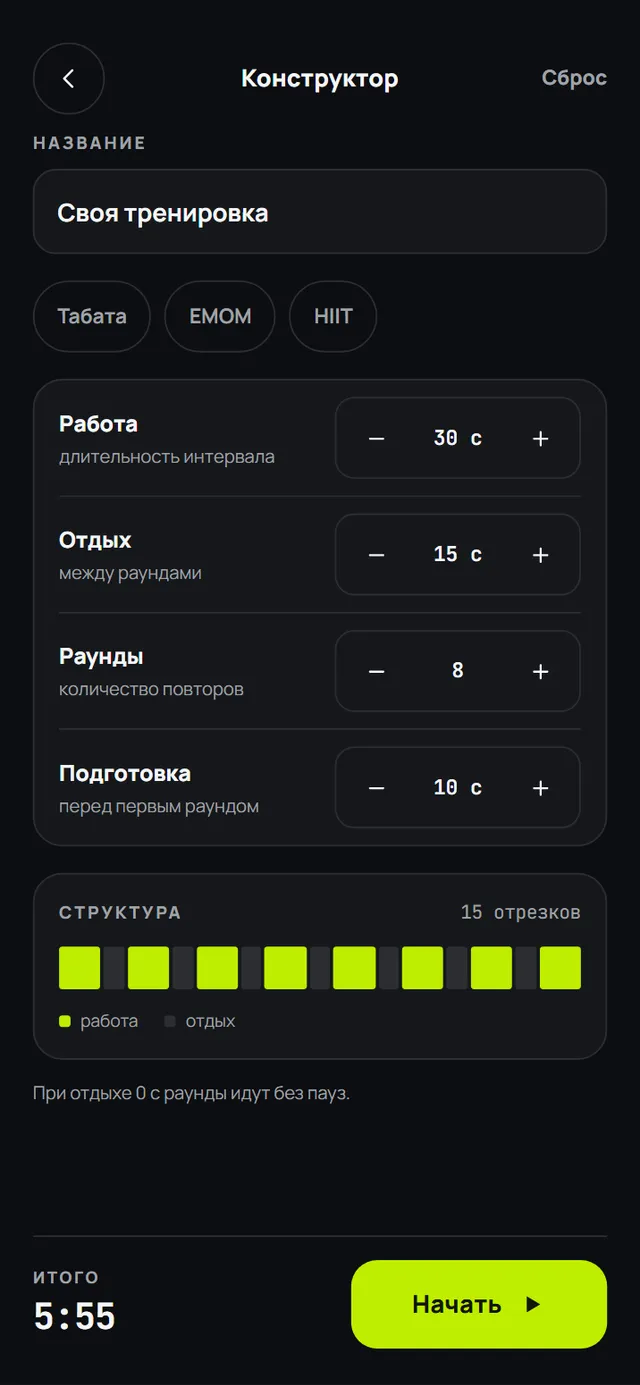 Конструктор
Сброс
НАЗВАНИЕ
Своя тренировка
Табата
EMOM
HIIT
Работа
длительность интервала
− 30 с +
Отдых
между раундами
− 15 с +
Раунды
количество повторов
− 8 +
Подготовка
перед первым раундом
− 10 с +
СТРУКТУРА
15 отрезков
работа
отдых
При отдыхе 0 с раунды идут без пауз.
ИТОГО
5:55
Начать